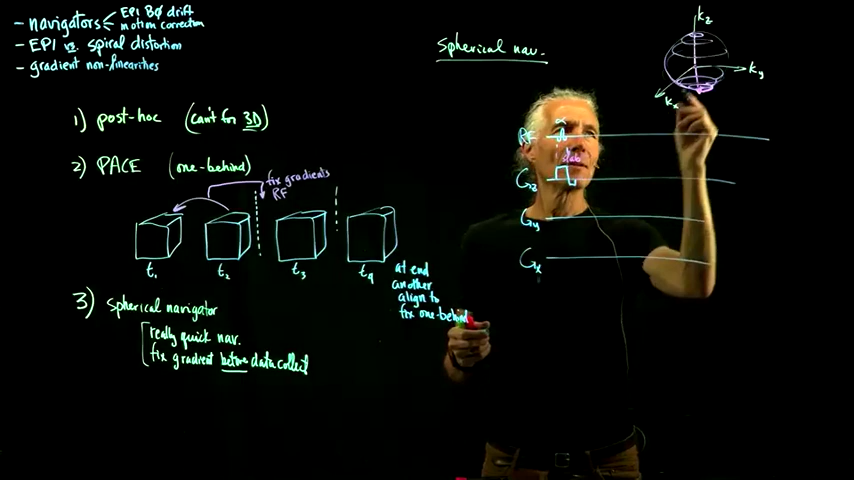 - navigators < EPI BØ drift
motion correction
- EPI vs. spiral distortion
- gradient non-linearities
1) post-hoc (can't for 3D)
2) PACE (one-behind)
fix gradients
RF
t1 t2 t3 t4
at end
another
align to
fix one-behind
3) spherical navigator
really quick nav.
fix gradient before data collect
Spherical nav.
kz
ky
kx
RF α
slab
Gz
Gy
Gx